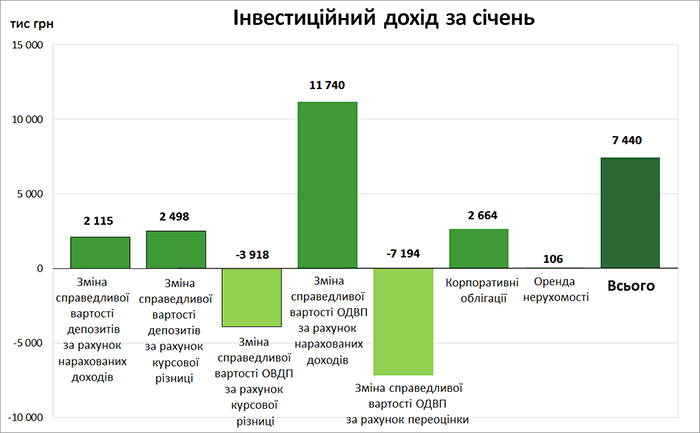 Інвестиційний дохід за січень
тис грн
15 000
10 000
5 000
0
-5 000
-10 000
2 115
2 498
-3 918
11 740
-7 194
2 664
106
7 440
Зміна
справедливої
вартості
депозитів
за рахунок
нарахованих
доходів
Зміна
справедливої
вартості
депозитів
за рахунок
курсової
різниці
Зміна
справедливої
вартості ОВДП
за рахунок
курсової
різниці
Зміна
справедливої
вартості ОДВП
за рахунок
нарахованих
доходів
Зміна справедливої
вартості ОДВП
за рахунок переоцінки
Корпоративні
облігації
Оренда
нерухомості
Всього